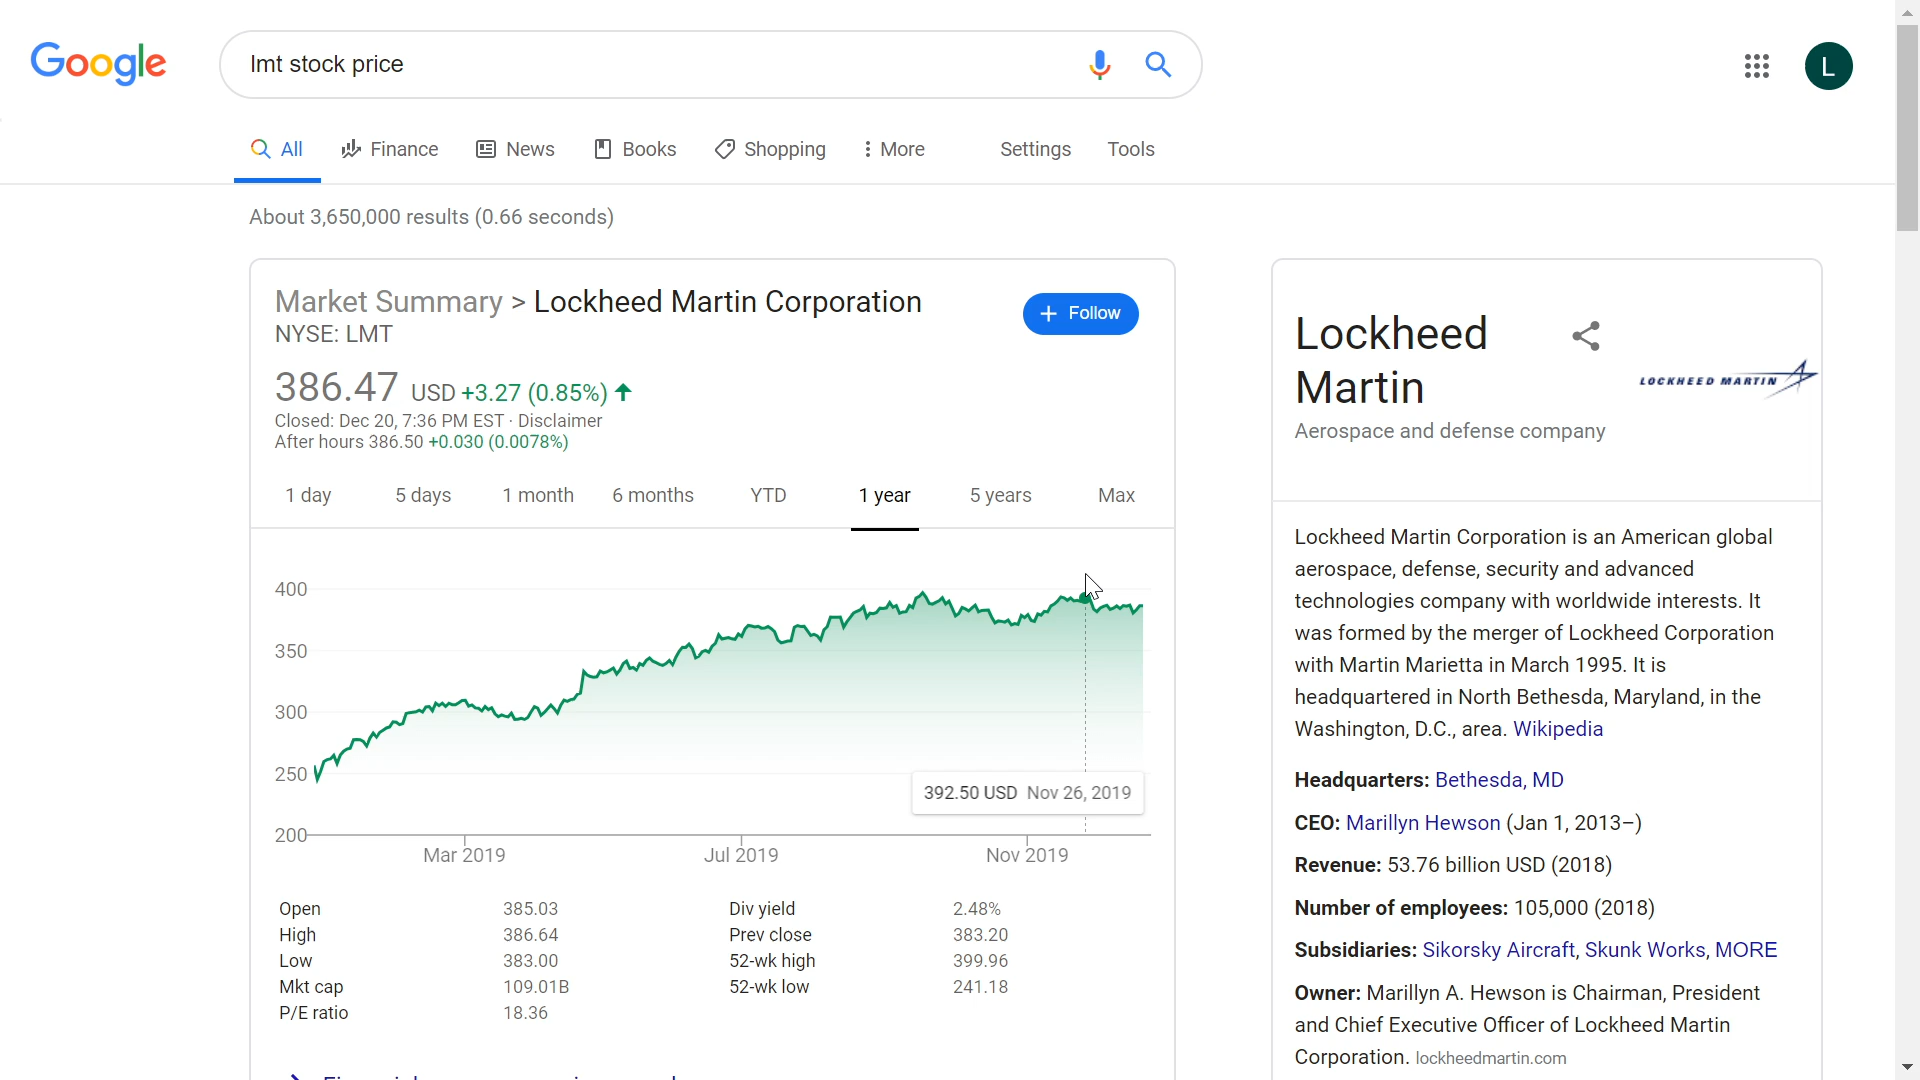 Google
lmt stock price
L
All
Finance
News
Books
Shopping
More
Settings
Tools
About 3,650,000 results (0.66 seconds)
Market Summary > Lockheed Martin Corporation
NYSE: LMT
+ Follow
386.47 USD +3.27 (0.85%)
Closed: Dec 20, 7:36 PM EST · Disclaimer
After hours 386.50 +0.030 (0.0078%)
1 day
5 days
1 month
6 months
YTD
1 year
5 years
Max
400
350
300
250
200
392.50 USD Nov 26, 2019
Mar 2019
Jul 2019
Nov 2019
Open 385.03
High 386.64
Low 383.00
Mkt cap 109.01B
P/E ratio 18.36
Div yield 2.48%
Prev close 383.20
52-wk high 399.96
52-wk low 241.18
Lockheed
Martin
LOCKHEED MARTIN
Aerospace and defense company
Lockheed Martin Corporation is an American global
aerospace, defense, security and advanced
technologies company with worldwide interests. It
was formed by the merger of Lockheed Corporation
with Martin Marietta in March 1995. It is
headquartered in North Bethesda, Maryland, in the
Washington, D.C., area. Wikipedia
Headquarters: Bethesda, MD
CEO: Marillyn Hewson (Jan 1, 2013–)
Revenue: 53.76 billion USD (2018)
Number of employees: 105,000 (2018)
Subsidiaries: Sikorsky Aircraft, Skunk Works, MORE
Owner: Marillyn A. Hewson is Chairman, President
and Chief Executive Officer of Lockheed Martin
Corporation. lockheedmartin.com